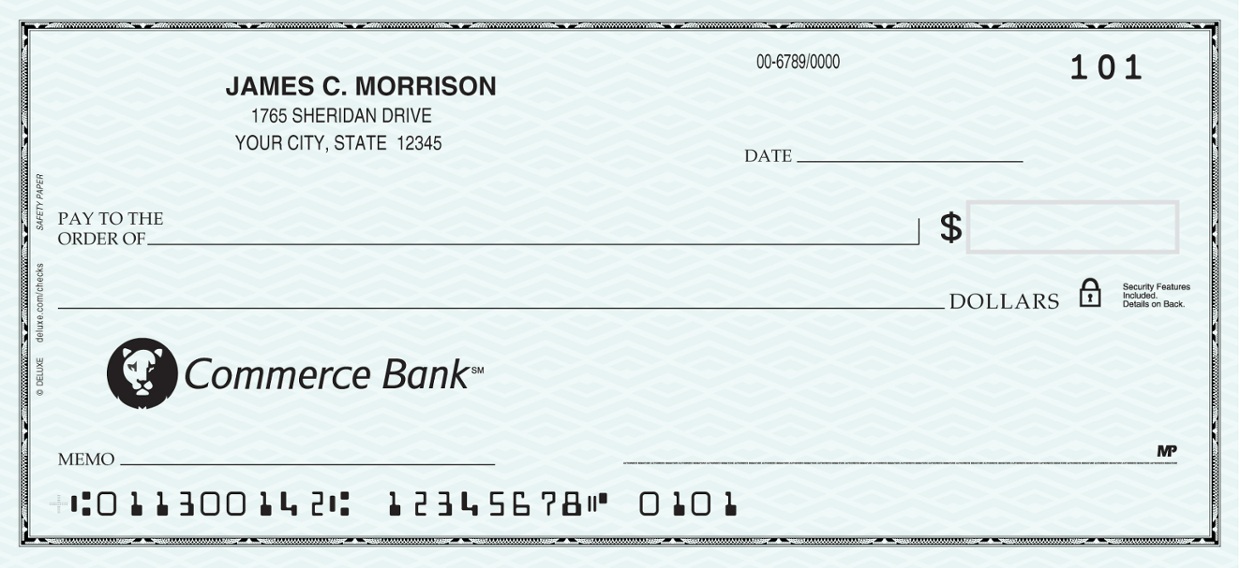 00-6789/0000
101
JAMES C. MORRISON
1765 SHERIDAN DRIVE
YOUR CITY, STATE 12345
DATE
PAY TO THE
ORDER OF
$
DOLLARS
Security Features
Included.
Details on Back.
© DELUXE deluxe.com/checks SAFETY PAPER
Commerce Bank℠
MEMO
MP
⑆011300142⑆ 12345678⑈ 0101